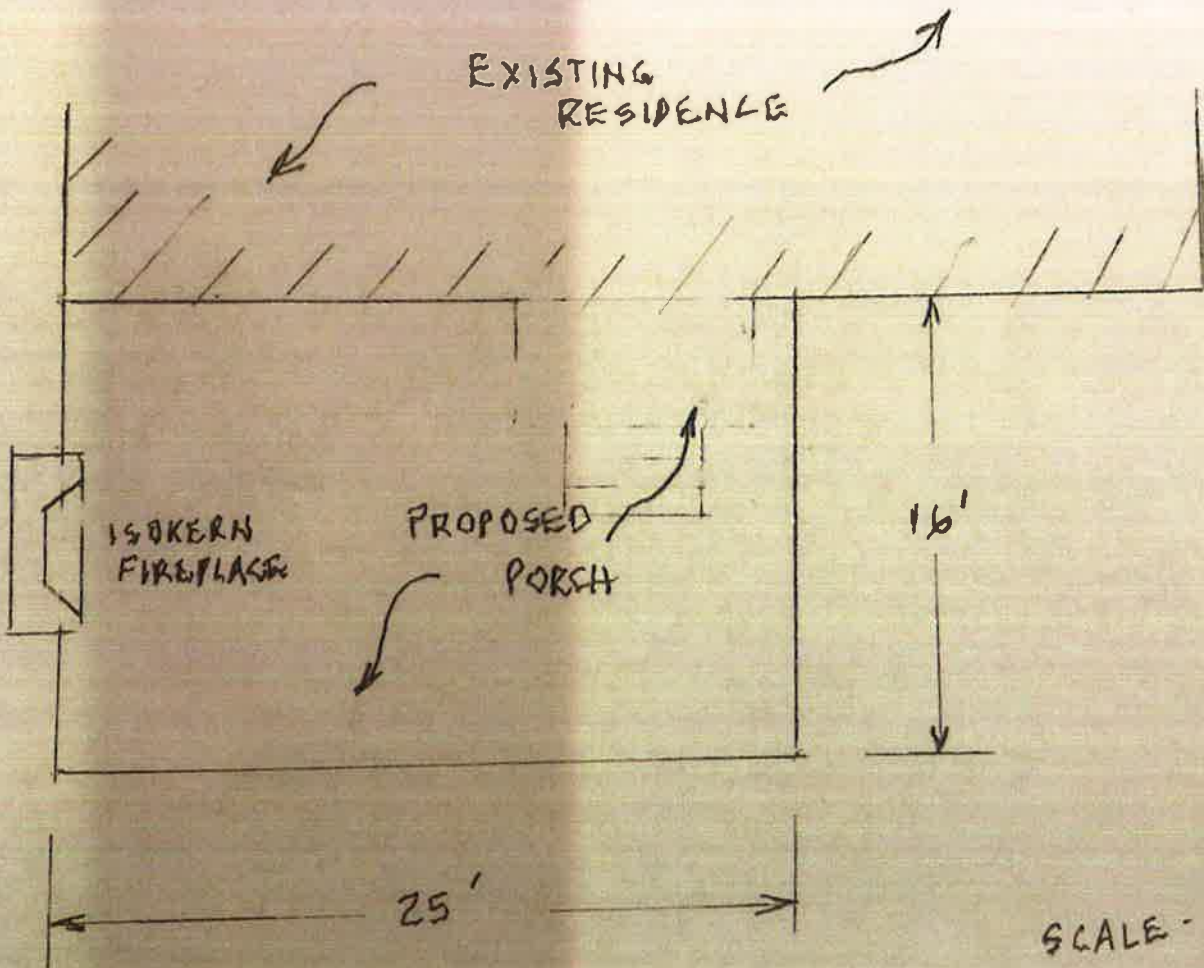 EXISTING
RESIDENCE
ISOKERN
FIREPLACE
PROPOSED
PORCH
16'
25'
SCALE -